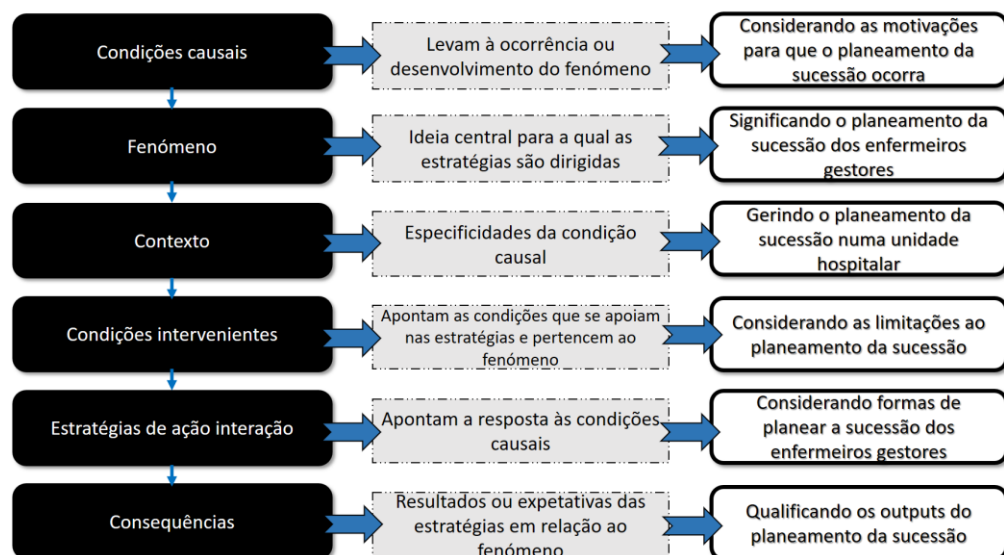 Condições causais
Levam à ocorrência ou
desenvolvimento do fenómeno
Considerando as motivações
para que o planeamento da
sucessão ocorra
Fenómeno
Ideia central para a qual as
estratégias são dirigidas
Significando o planeamento da
sucessão dos enfermeiros
gestores
Contexto
Especificidades da condição
causal
Gerindo o planeamento da
sucessão numa unidade
hospitalar
Condições intervenientes
Apontam as condições que se apoiam
nas estratégias e pertencem ao
fenómeno
Considerando as limitações ao
planeamento da sucessão
Estratégias de ação interação
Apontam a resposta às condições
causais
Considerando formas de
planear a sucessão dos
enfermeiros gestores
Consequências
Resultados ou expetativas das
estratégias em relação ao
fenómeno
Qualificando os outputs do
planeamento da sucessão